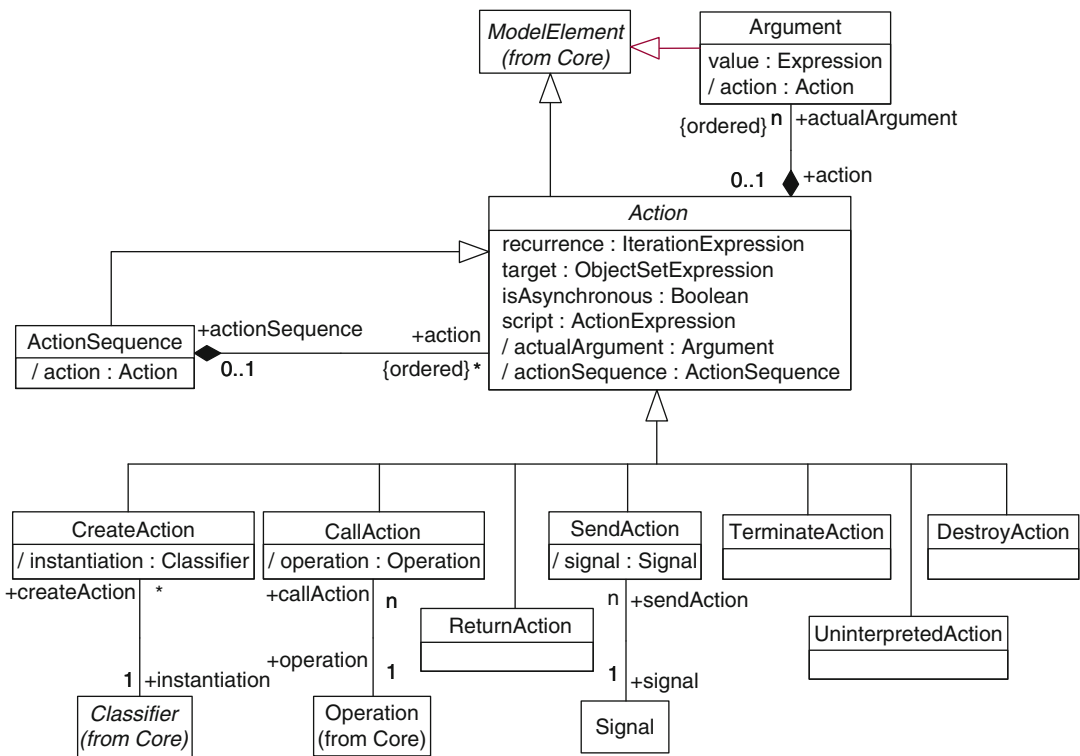 ModelElement
(from Core)
Argument
value : Expression
/ action : Action
{ordered}
n
+actualArgument
0..1
+action
Action
recurrence : IterationExpression
target : ObjectSetExpression
isAsynchronous : Boolean
script : ActionExpression
/ actualArgument : Argument
/ actionSequence : ActionSequence
ActionSequence
/ action : Action
+actionSequence
0..1
+action
{ordered}*
CreateAction
/ instantiation : Classifier
CallAction
/ operation : Operation
SendAction
/ signal : Signal
TerminateAction
DestroyAction
+createAction
*
+callAction
n
n
+sendAction
ReturnAction
UninterpretedAction
1
+instantiation
+operation
1
1
+signal
Classifier
(from Core)
Operation
(from Core)
Signal